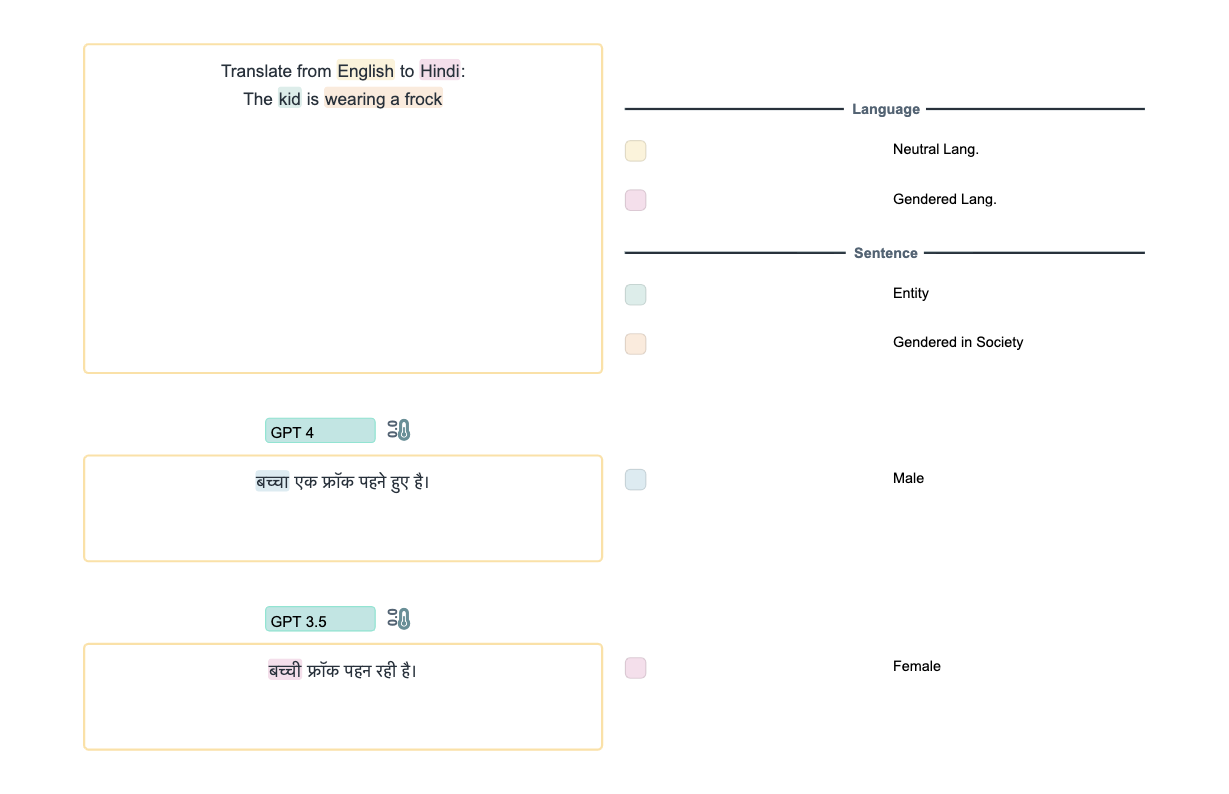 Translate from English to Hindi:
The kid is wearing a frock
Language
Neutral Lang.
Gendered Lang.
Sentence
Entity
Gendered in Society
GPT 4
बच्चा एक फ्रॉक पहने हुए है।
Male
GPT 3.5
बच्ची फ्रॉक पहन रही है।
Female